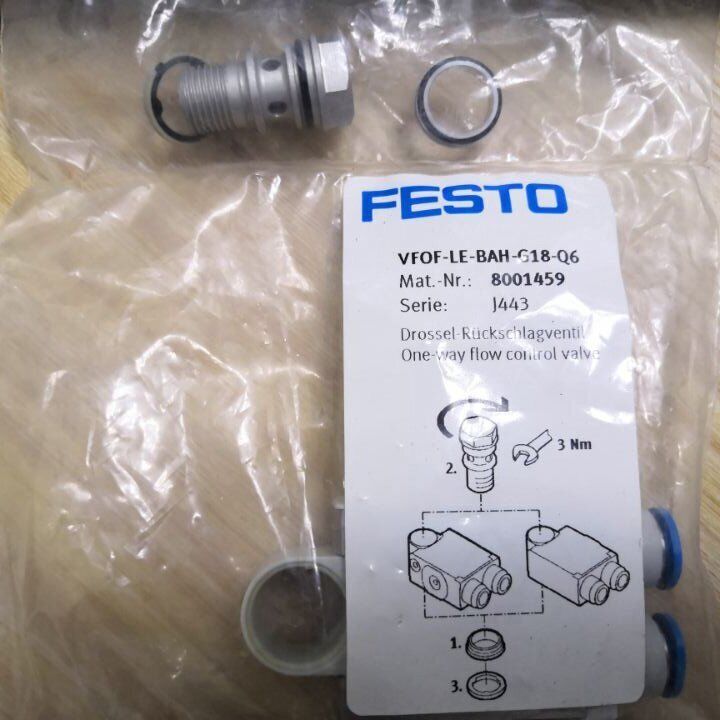 FESTO
VFOF-LE-BAH-G18-Q6
Mat.-Nr.: 8001459
Serie: J443
Drossel-Rückschlagventil
One-way flow control valve
3 Nm
2.
1.
3.